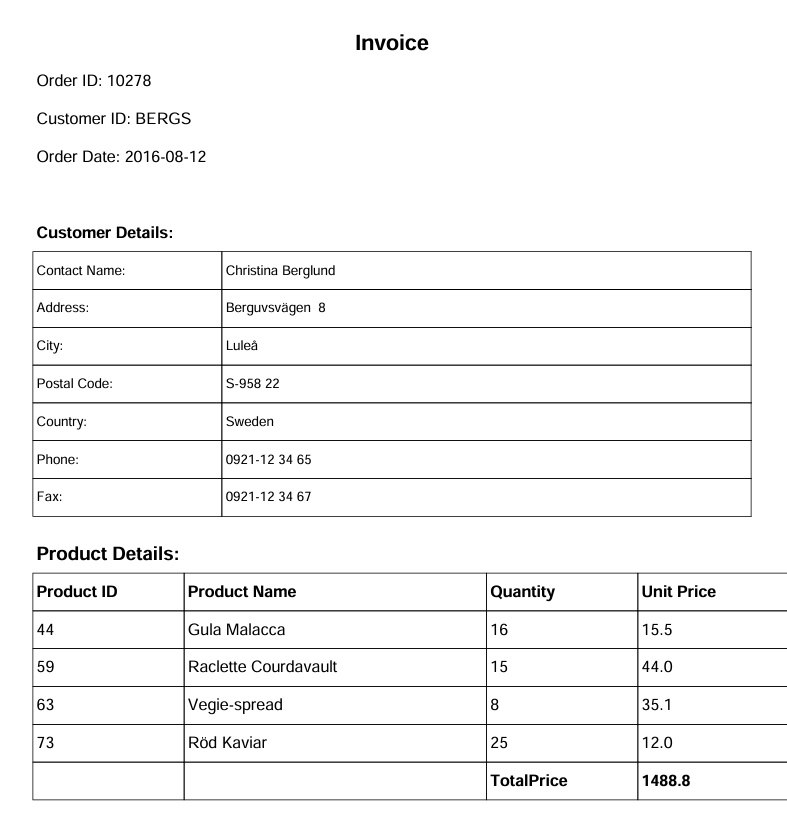 Invoice
Order ID: 10278
Customer ID: BERGS
Order Date: 2016-08-12
Customer Details:
Contact Name: Christina Berglund
Address: Berguvsvägen  8
City: Luleå
Postal Code: S-958 22
Country: Sweden
Phone: 0921-12 34 65
Fax: 0921-12 34 67
Product Details:
Product ID Product Name Quantity Unit Price
44 Gula Malacca 16 15.5
59 Raclette Courdavault 15 44.0
63 Vegie-spread 8 35.1
73 Röd Kaviar 25 12.0
TotalPrice 1488.8